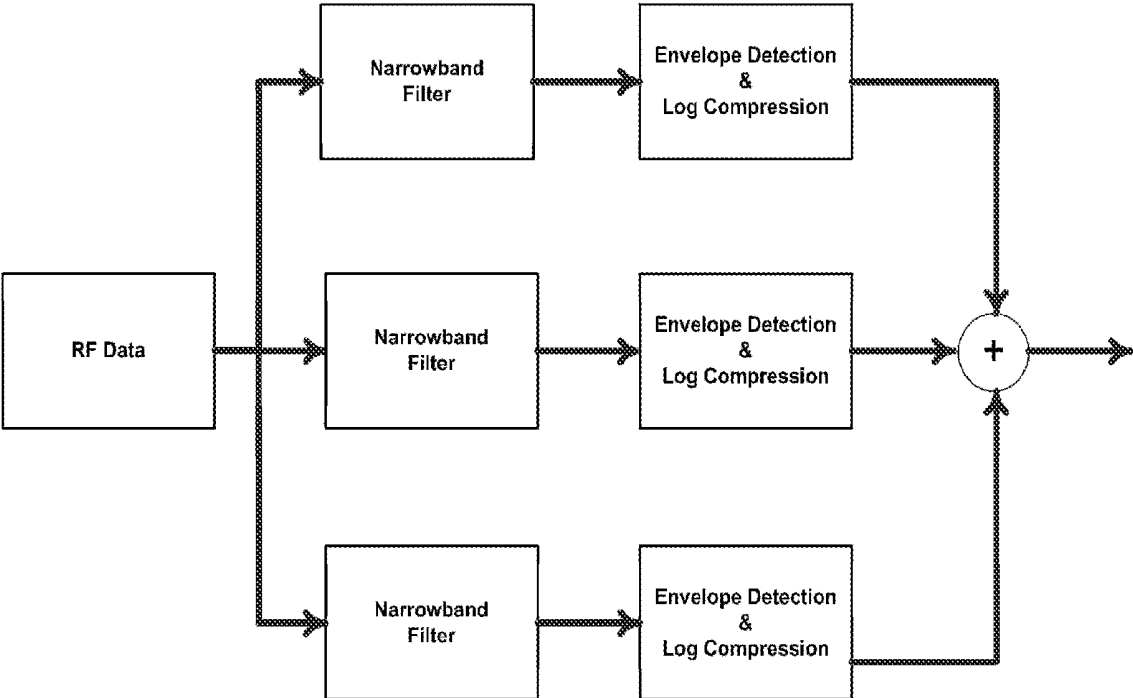 Narrowband
Filter
Envelope Detection
&
Log Compression
RF Data
Narrowband
Filter
Envelope Detection
&
Log Compression
+
Narrowband
Filter
Envelope Detection
&
Log Compression